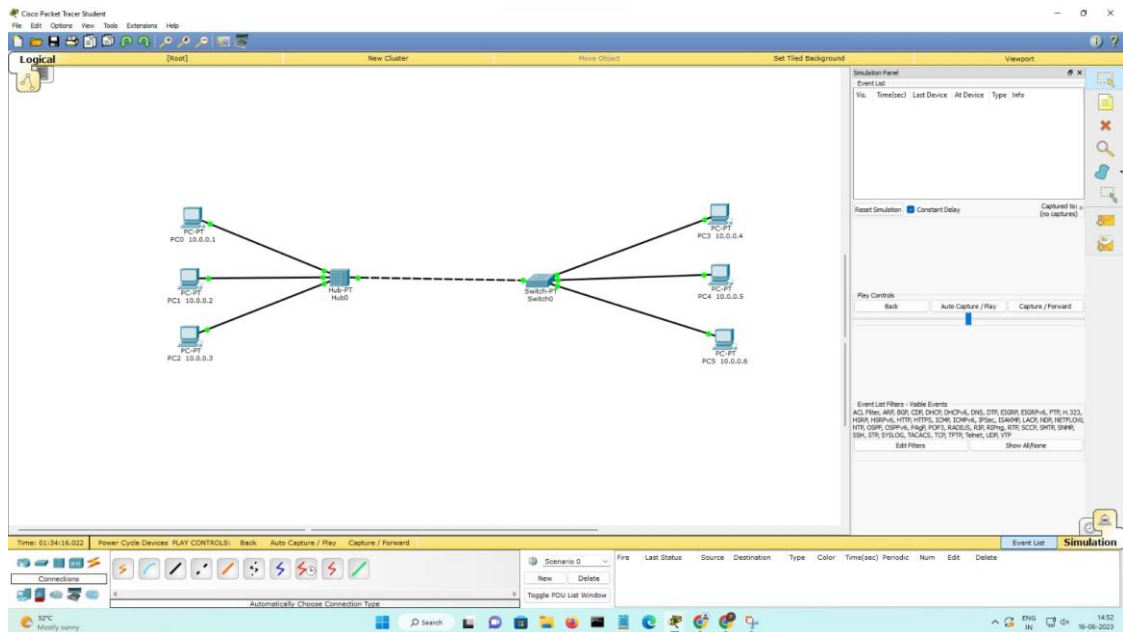 Cisco Packet Tracer Student
File Edit Options View Tools Extensions Help
Logical [Root] New Cluster Move Object Set Tiled Background Viewport
Simulation Panel
Event List
Vis. Time(sec) Last Device At Device Type Info
PC-PT
PC0 10.0.0.1
PC-PT
PC1 10.0.0.2
PC-PT
PC2 10.0.0.3
Hub-PT
Hub0
Switch-PT
Switch0
PC-PT
PC3 10.0.0.4
PC-PT
PC4 10.0.0.5
PC-PT
PC5 10.0.0.6
Reset Simulation Constant Delay Captured to:
(no captures)
Play Controls
Back Auto Capture / Play Capture / Forward
Event List Filters - Visible Events
ACL Filter, ARP, BGP, CDP, DHCP, DHCPv6, DNS, DTP, EIGRP, EIGRPv6, FTP, H.323,
HSRP, HSRPv6, HTTP, HTTPS, ICMP, ICMPv6, IPSec, ISAKMP, LACP, NDP, NETFLOW,
NTP, OSPF, OSPFv6, PAgP, POP3, RADIUS, RIP, RIPng, RTP, SCCP, SMTP, SNMP,
SSH, STP, SYSLOG, TACACS, TCP, TFTP, Telnet, UDP, VTP
Edit Filters Show All/None
Time: 01:34:16.022 Power Cycle Devices PLAY CONTROLS: Back Auto Capture / Play Capture / Forward Event List Simulation
Connections
Automatically Choose Connection Type
Scenario 0
New Delete
Toggle PDU List Window
Fire Last Status Source Destination Type Color Time(sec) Periodic Num Edit Delete
32°C
Mostly sunny
Search
ENG
IN
14:52
16-06-2023